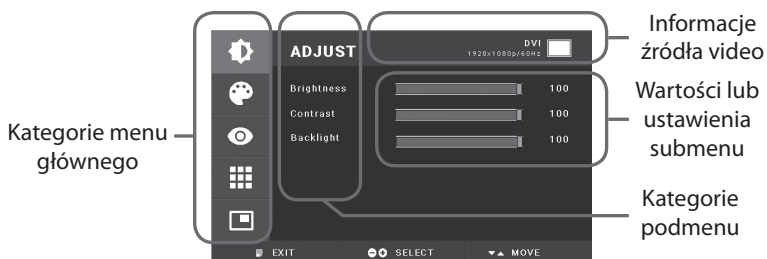 Informacje
źródła video
DVI
1920x1080p/60Hz
ADJUST
Brightness 100
Contrast 100
Backlight 100
Wartości lub
ustawienia
submenu
Kategorie menu
głównego
Kategorie
podmenu
EXIT SELECT MOVE